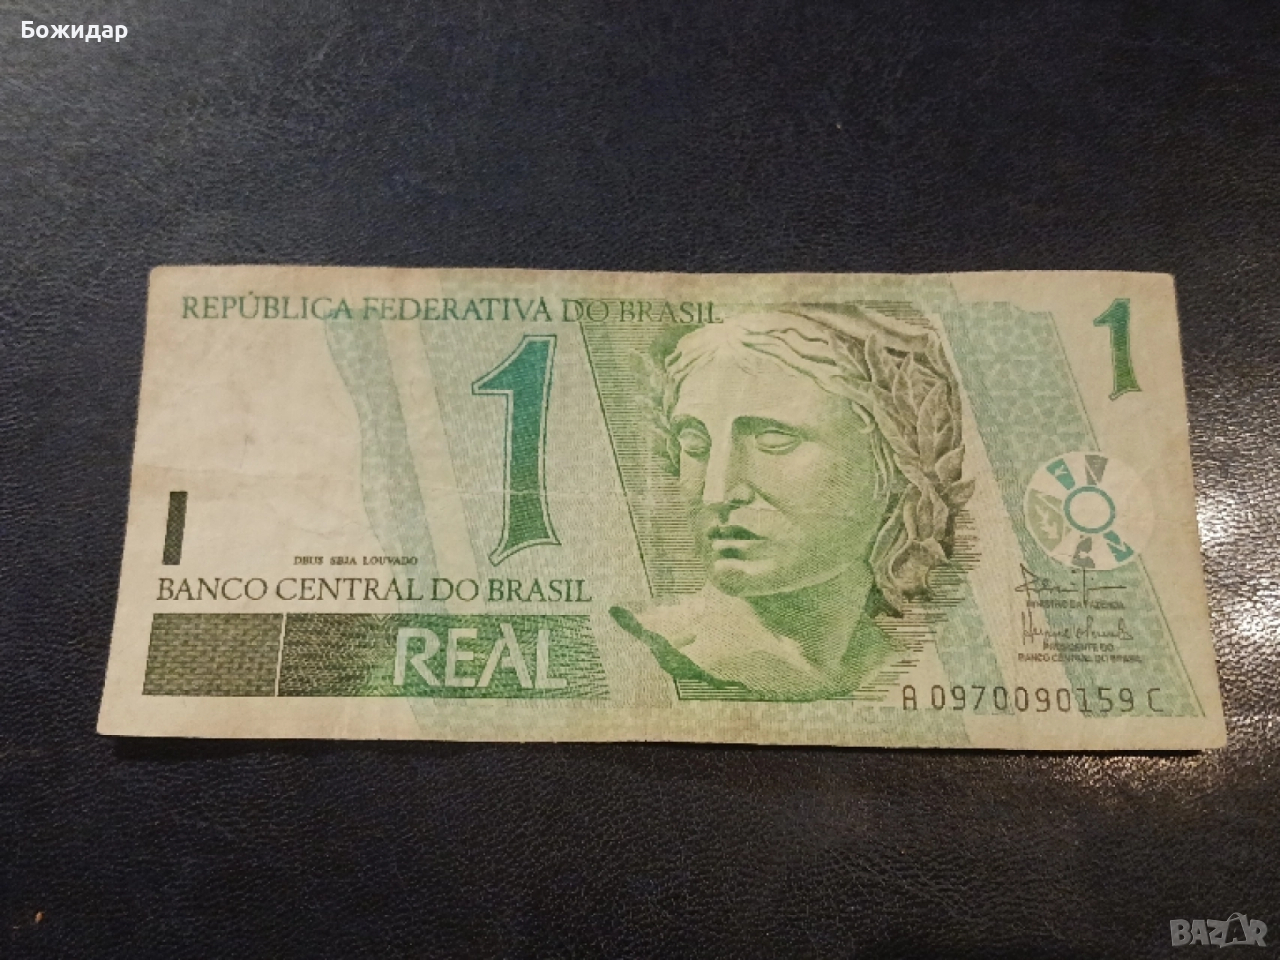 Божидар
REPÚBLICA FEDERATIVA DO BRASIL
1
1
DEUS SEJA LOUVADO
BANCO CENTRAL DO BRASIL
REAL
MINISTRO DA FAZENDA
PRESIDENTE DO
BANCO CENTRAL DO BRASIL
A 0970090159 C
BAZAR